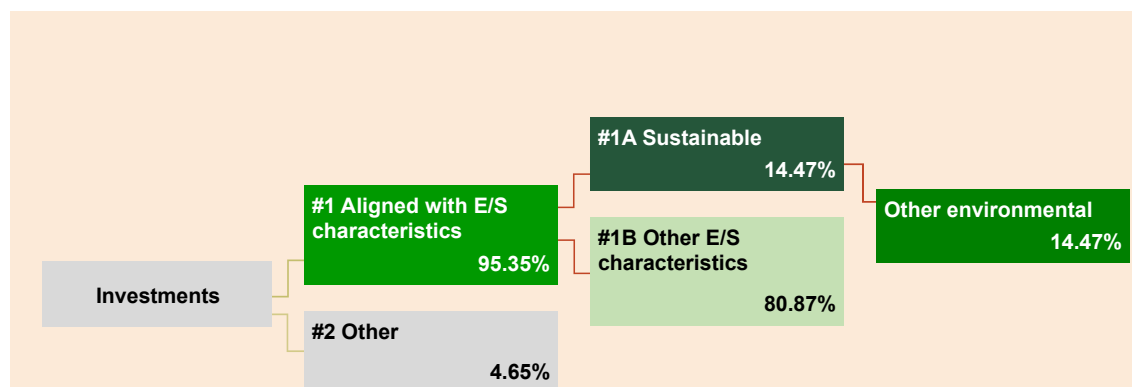 #1A Sustainable
14.47%
#1 Aligned with E/S
characteristics
95.35%
Other environmental
14.47%
#1B Other E/S
characteristics
80.87%
Investments
#2 Other
4.65%